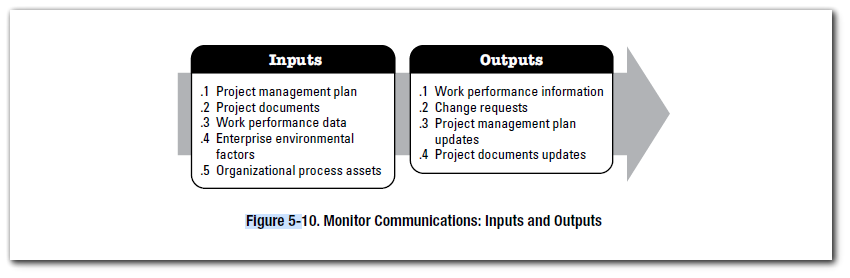 Inputs
.1 Project management plan
.2 Project documents
.3 Work performance data
.4 Enterprise environmental
factors
.5 Organizational process assets
Outputs
.1 Work performance information
.2 Change requests
.3 Project management plan
updates
.4 Project documents updates
Figure 5-10. Monitor Communications: Inputs and Outputs